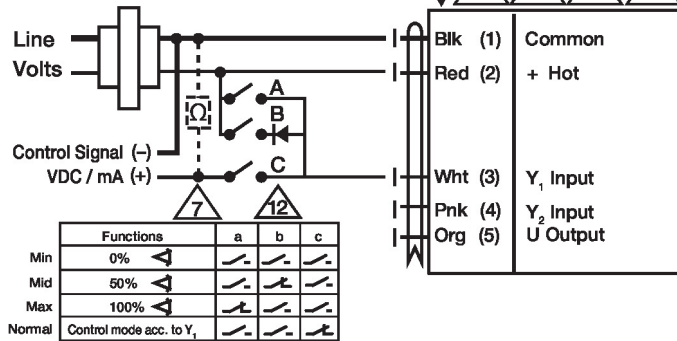 Line
Volts
Blk (1) Common
Red (2) + Hot
A
Ω
B
Control Signal (–)
VDC / mA (+)
C
Wht (3) Y₁ Input
7
12
Pnk (4) Y₂ Input
Org (5) U Output
Functions a b c
Min 0%
Mid 50%
Max 100%
Normal Control mode acc. to Y₁